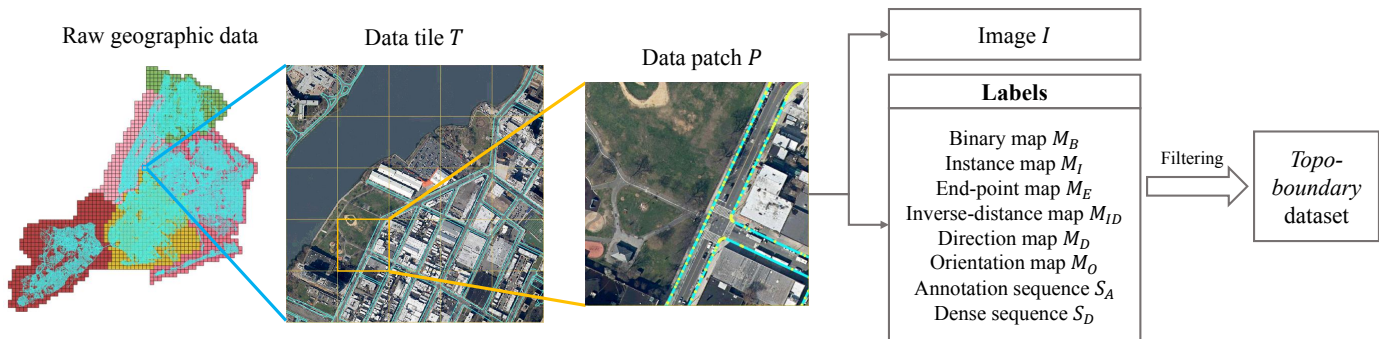 Raw geographic data
Data tile T
Data patch P
Image I
Labels
Binary map M_B
Instance map M_I
End-point map M_E
Inverse-distance map M_ID
Direction map M_D
Orientation map M_O
Annotation sequence S_A
Dense sequence S_D
Filtering
Topo-
boundary
dataset